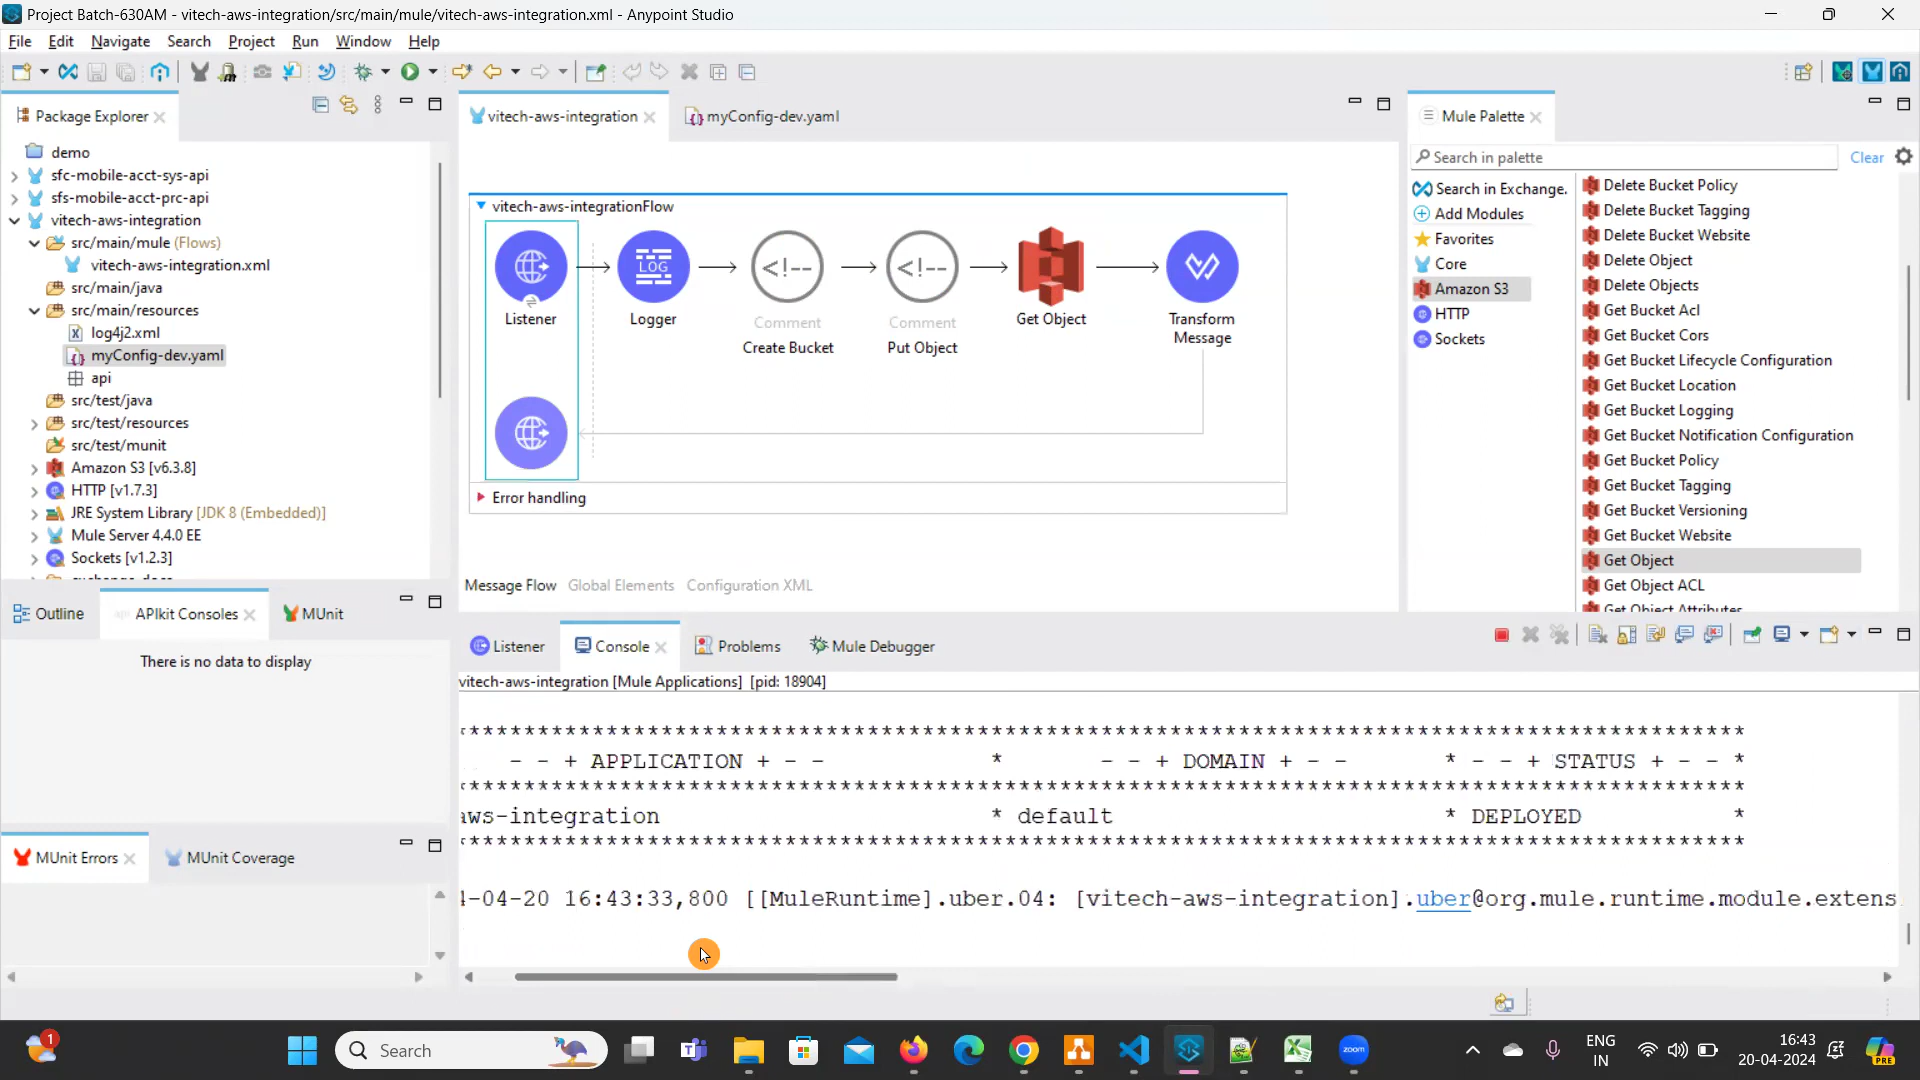 Project Batch-630AM - vitech-aws-integration/src/main/mule/vitech-aws-integration.xml - Anypoint Studio
File Edit Navigate Search Project Run Window Help
Package Explorer
demo
sfc-mobile-acct-sys-api
sfs-mobile-acct-prc-api
vitech-aws-integration
src/main/mule (Flows)
vitech-aws-integration.xml
src/main/java
src/main/resources
log4j2.xml
myConfig-dev.yaml
api
src/test/java
src/test/resources
src/test/munit
Amazon S3 [v6.3.8]
HTTP [v1.7.3]
JRE System Library [JDK 8 (Embedded)]
Mule Server 4.4.0 EE
Sockets [v1.2.3]
Outline
APIkit Consoles
MUnit
There is no data to display
MUnit Errors
MUnit Coverage
vitech-aws-integration
myConfig-dev.yaml
vitech-aws-integrationFlow
LOG
<!--
<!--
Listener
Logger
Comment
Create Bucket
Comment
Put Object
Get Object
Transform
Message
Error handling
Message Flow Global Elements Configuration XML
Mule Palette
Search in palette
Clear
Search in Exchange.
Add Modules
Favorites
Core
Amazon S3
HTTP
Sockets
Delete Bucket Policy
Delete Bucket Tagging
Delete Bucket Website
Delete Object
Delete Objects
Get Bucket Acl
Get Bucket Cors
Get Bucket Lifecycle Configuration
Get Bucket Location
Get Bucket Logging
Get Bucket Notification Configuration
Get Bucket Policy
Get Bucket Tagging
Get Bucket Versioning
Get Bucket Website
Get Object
Get Object ACL
Get Object Attributes
Listener
Console
Problems
Mule Debugger
vitech-aws-integration [Mule Applications] [pid: 18904]
- - + APPLICATION + - - * - - + DOMAIN + - - * - - + STATUS + - - *
aws-integration * default * DEPLOYED *
4-04-20 16:43:33,800 [[MuleRuntime].uber.04: [vitech-aws-integration].uber@org.mule.runtime.module.extens
1
Search
zoom
ENG
IN
16:43
20-04-2024
PRE